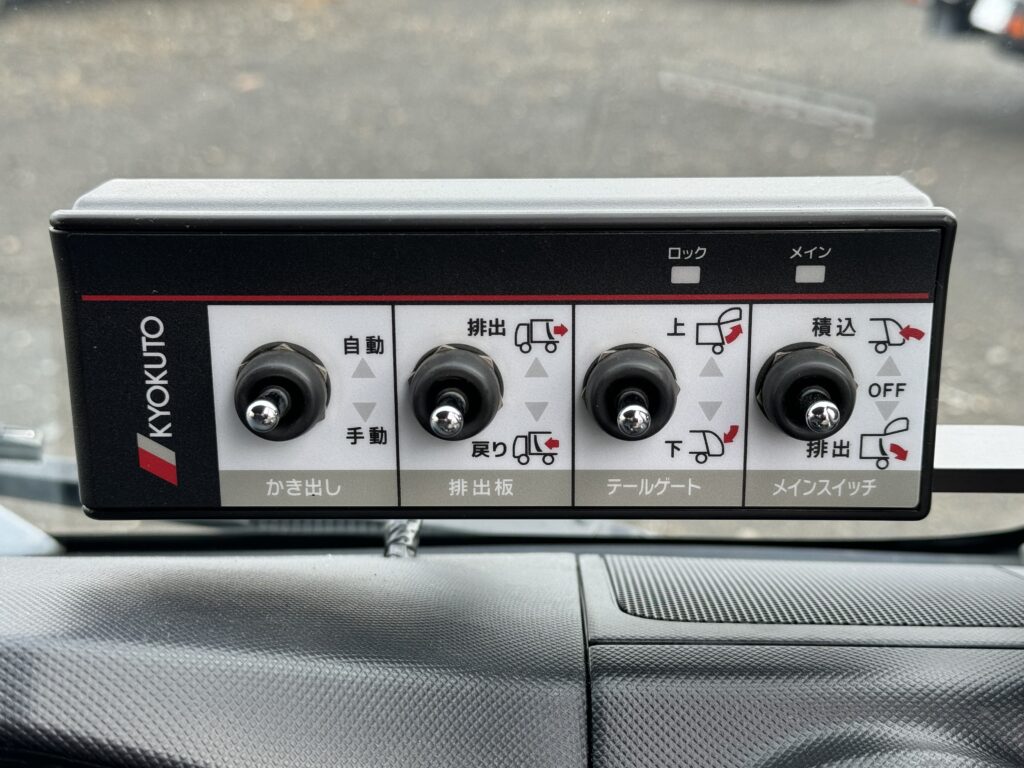 ロック
メイン
KYOKUTO
自動
手動
かき出し
排出
戻り
排出板
上
下
テールゲート
積込
OFF
排出
メインスイッチ